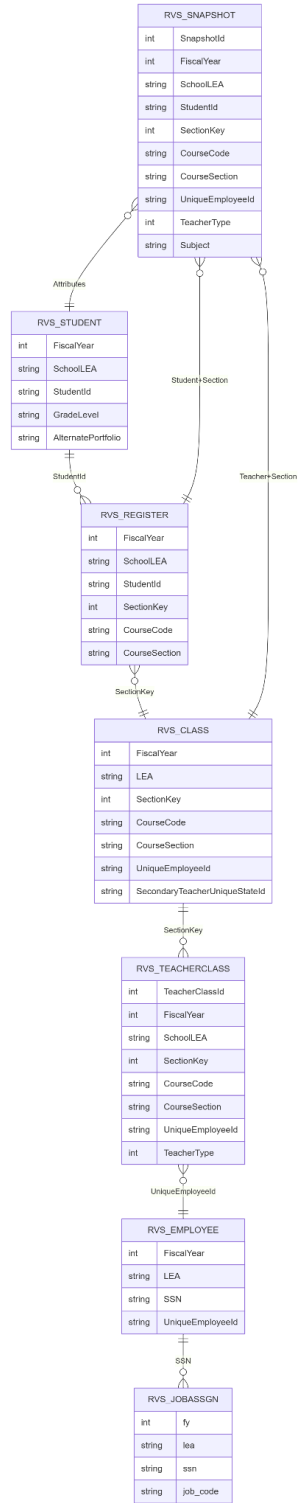 RVS_SNAPSHOT
int SnapshotId
int FiscalYear
string SchoolLEA
string StudentId
int SectionKey
string CourseCode
string CourseSection
string UniqueEmployeeId
int TeacherType
string Subject
Attributes
RVS_STUDENT
int FiscalYear
string SchoolLEA
string StudentId
string GradeLevel
string AlternatePortfolio
Student+Section
StudentId
Teacher+Section
RVS_REGISTER
int FiscalYear
string SchoolLEA
string StudentId
int SectionKey
string CourseCode
string CourseSection
SectionKey
RVS_CLASS
int FiscalYear
string LEA
int SectionKey
string CourseCode
string CourseSection
string UniqueEmployeeId
string SecondaryTeacherUniqueStateId
SectionKey
RVS_TEACHERCLASS
int TeacherClassId
int FiscalYear
string SchoolLEA
int SectionKey
string CourseCode
string CourseSection
string UniqueEmployeeId
int TeacherType
UniqueEmployeeId
RVS_EMPLOYEE
int FiscalYear
string LEA
string SSN
string UniqueEmployeeId
SSN
RVS_JOBASSGN
int fy
string lea
string ssn
string job_code